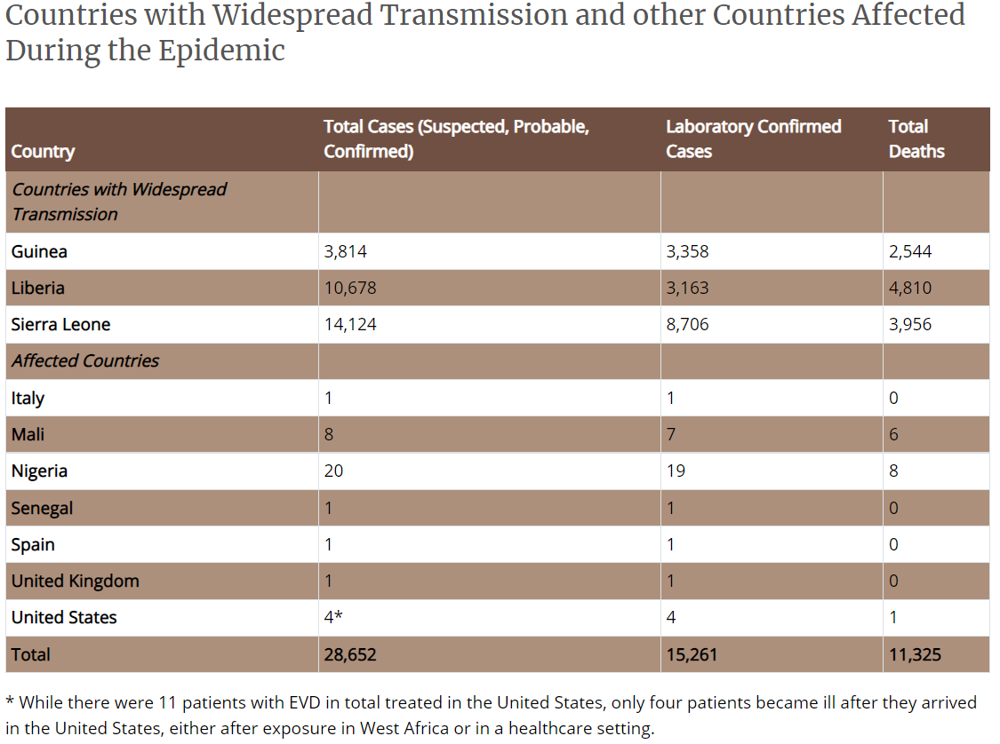 Countries with Widespread Transmission and other Countries Affected
During the Epidemic
Country Total Cases (Suspected, Probable, Confirmed) Laboratory Confirmed Cases Total Deaths
Countries with Widespread Transmission
Guinea 3,814 3,358 2,544
Liberia 10,678 3,163 4,810
Sierra Leone 14,124 8,706 3,956
Affected Countries
Italy 1 1 0
Mali 8 7 6
Nigeria 20 19 8
Senegal 1 1 0
Spain 1 1 0
United Kingdom 1 1 0
United States 4* 4 1
Total 28,652 15,261 11,325
* While there were 11 patients with EVD in total treated in the United States, only four patients became ill after they arrived
in the United States, either after exposure in West Africa or in a healthcare setting.